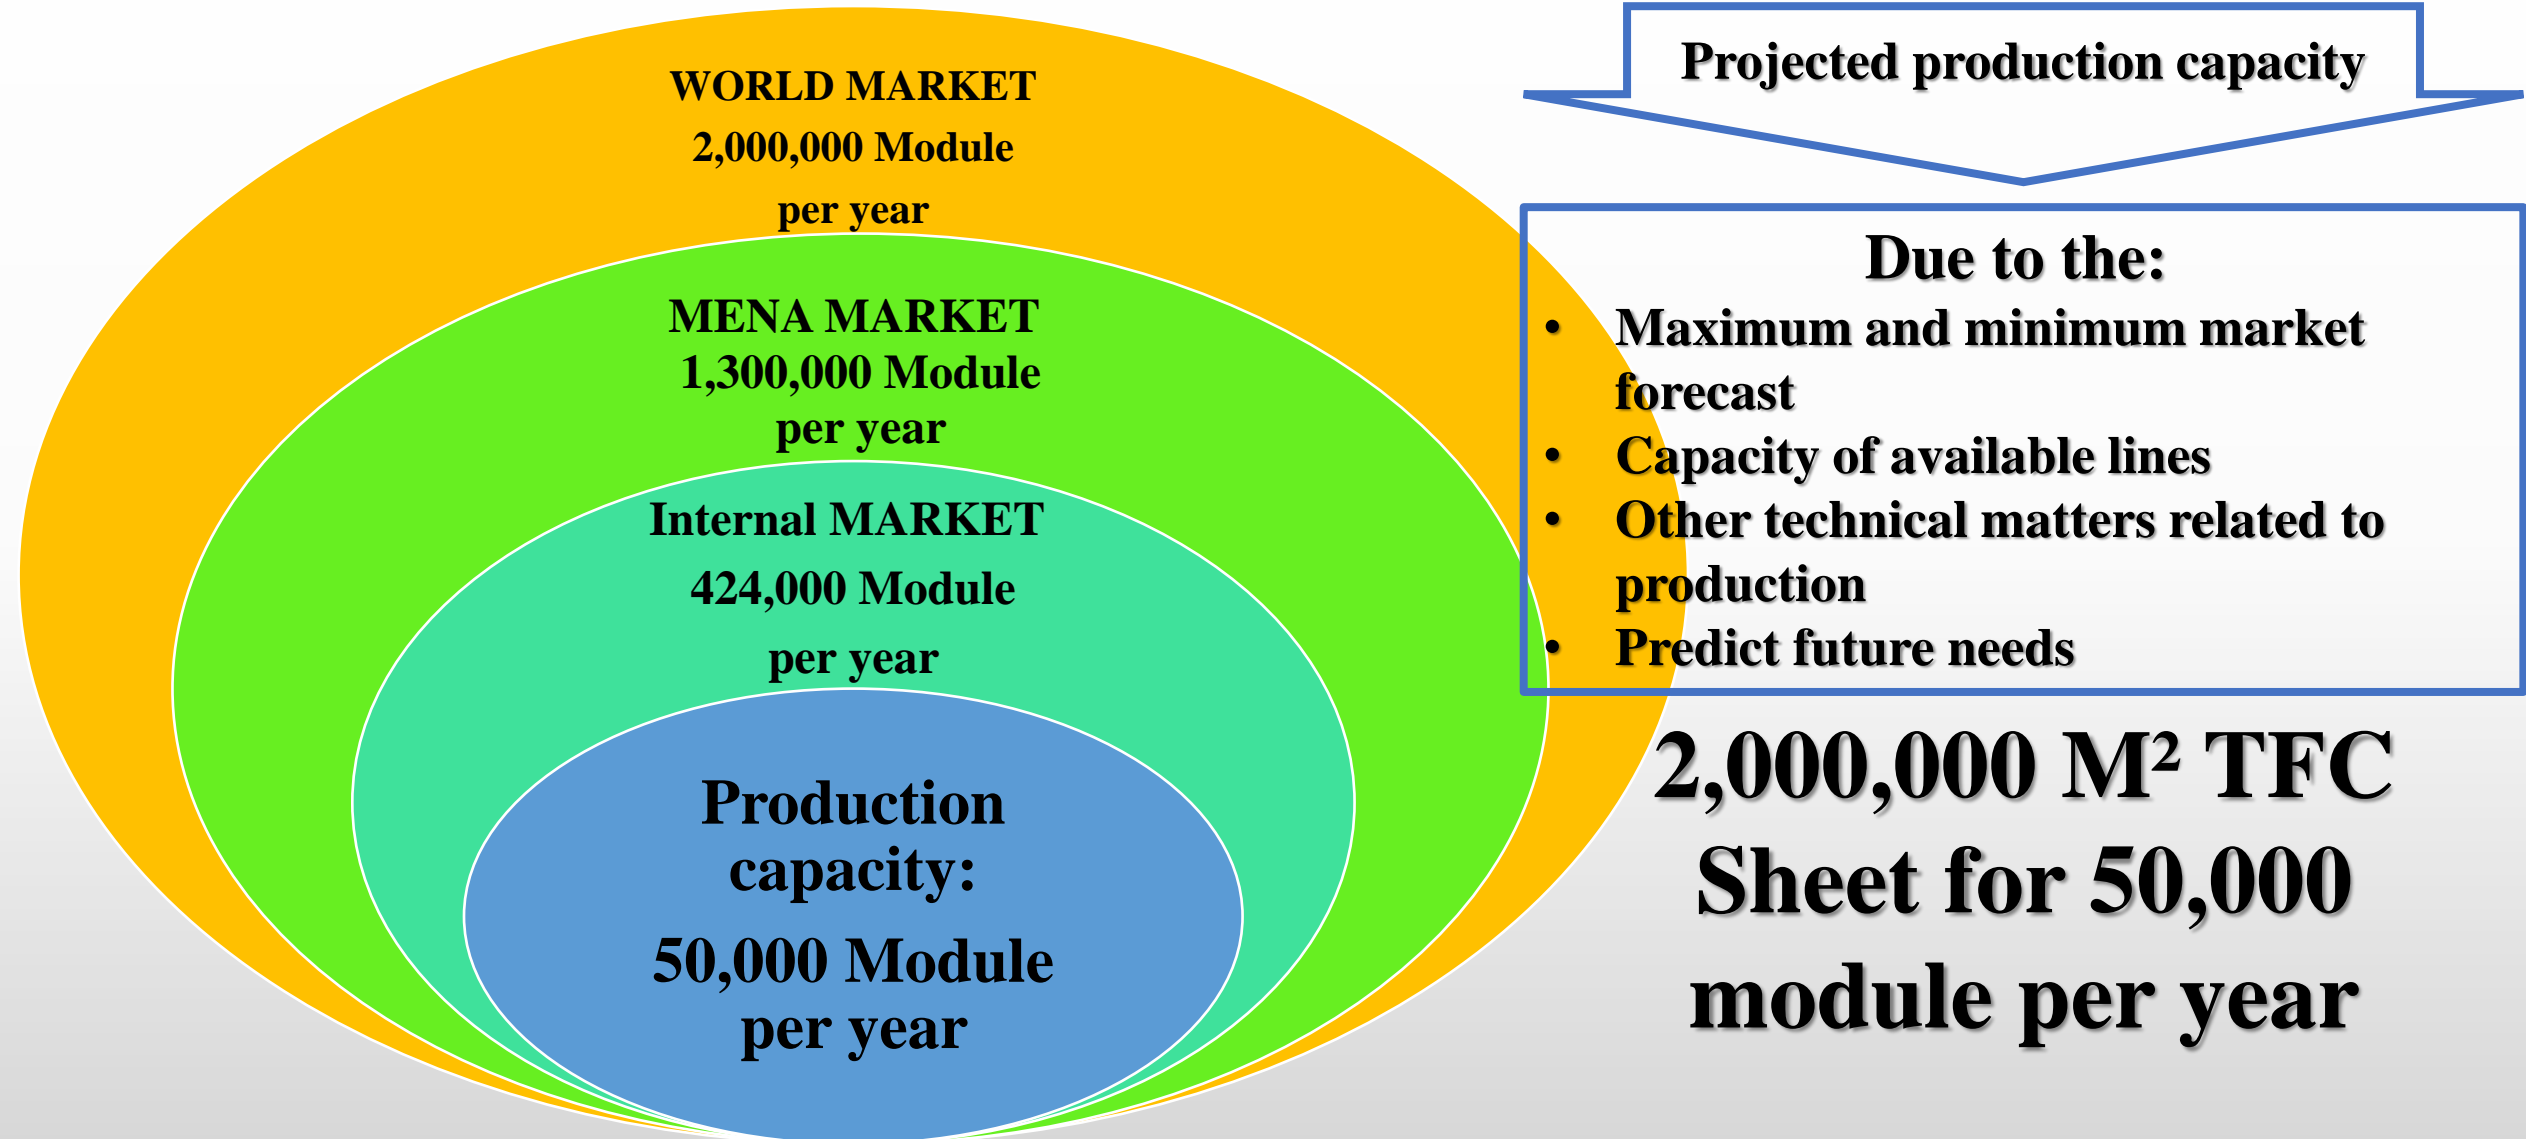 WORLD MARKET
2,000,000 Module
per year
MENA MARKET
1,300,000 Module
per year
Internal MARKET
424,000 Module
per year
Production
capacity:
50,000 Module
per year
Projected production capacity
Due to the:
• Maximum and minimum market
forecast
• Capacity of available lines
• Other technical matters related to
production
• Predict future needs
2,000,000 M² TFC
Sheet for 50,000
module per year